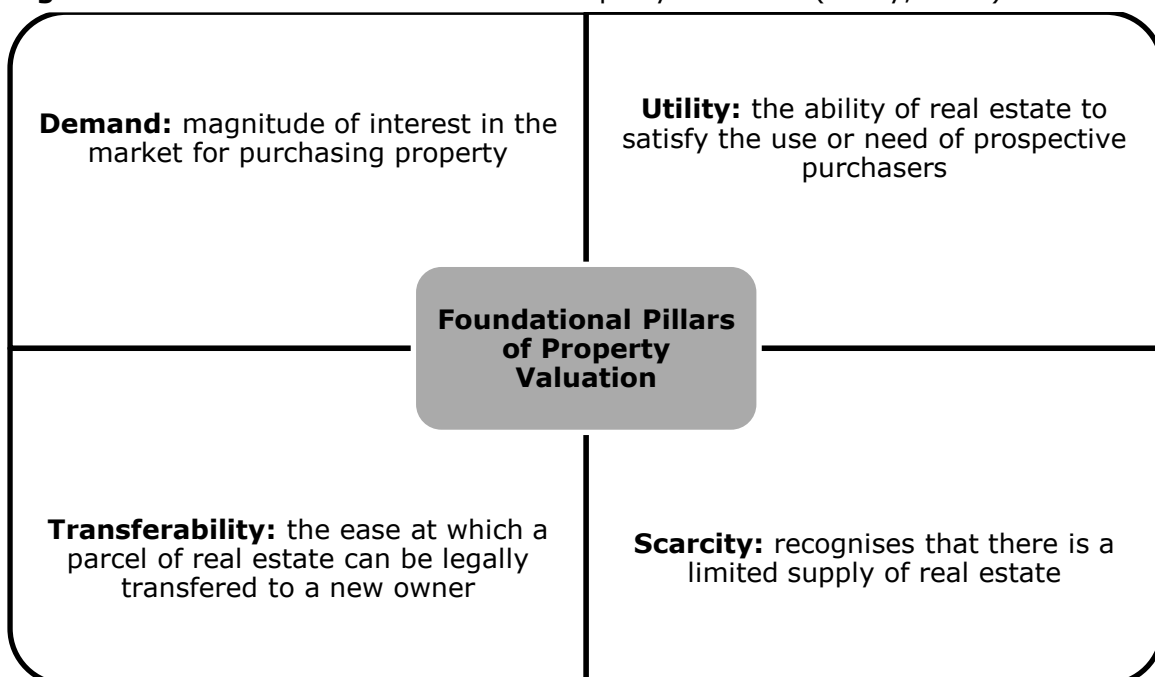 Demand: magnitude of interest in the
market for purchasing property
Utility: the ability of real estate to
satisfy the use or need of prospective
purchasers
Foundational Pillars
of Property
Valuation
Transferability: the ease at which a
parcel of real estate can be legally
transfered to a new owner
Scarcity: recognises that there is a
limited supply of real estate